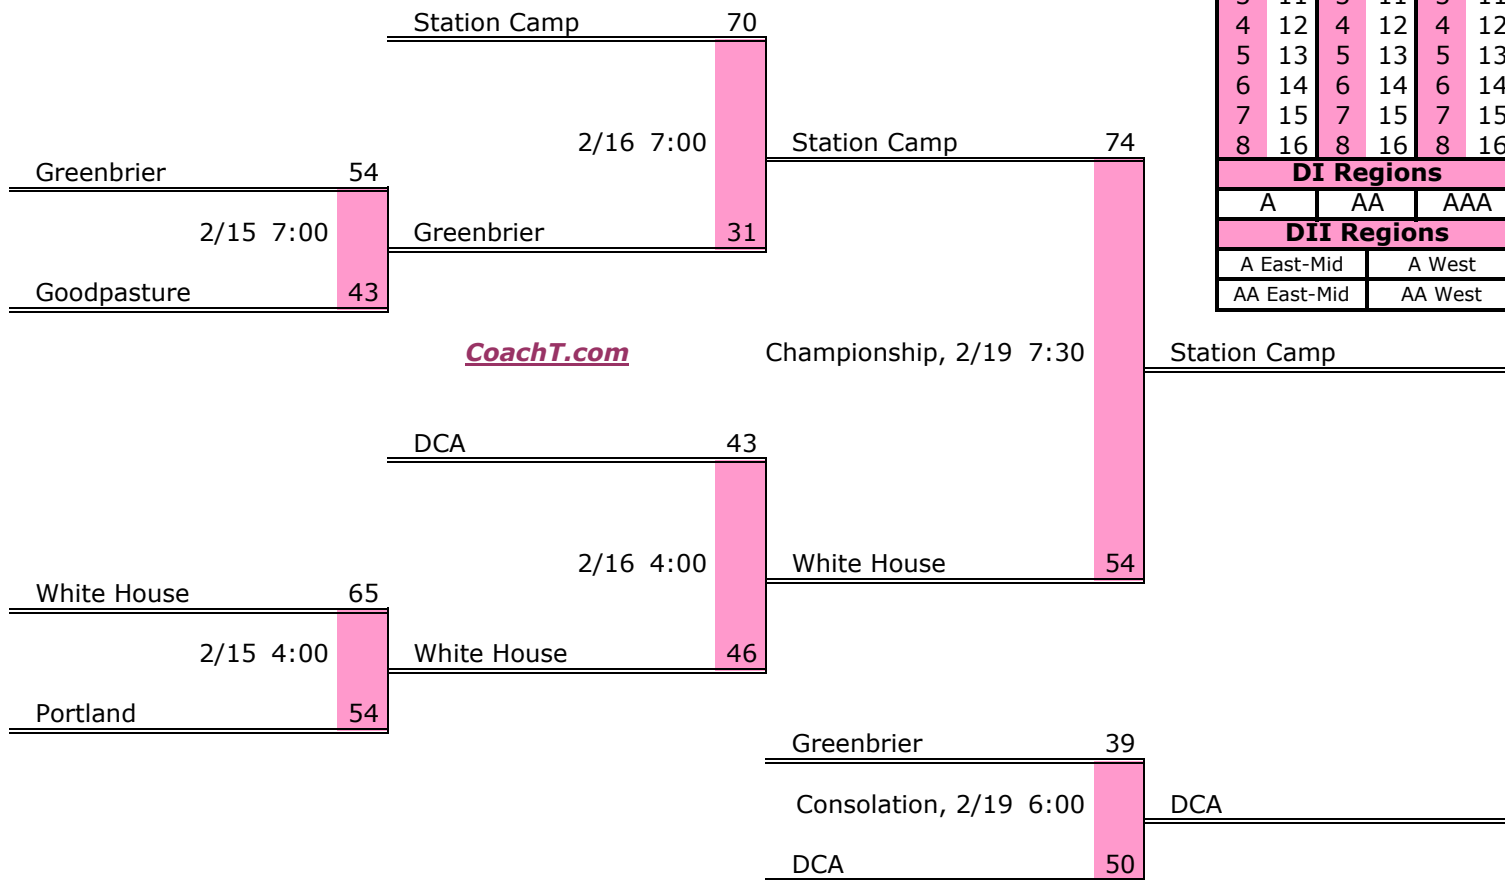 Station Camp 70
4 12 4 12 4 12
5 13 5 13 5 13
6 14 6 14 6 14
2/16 7:00 Station Camp 74
7 15 7 15 7 15
8 16 8 16 8 16
Greenbrier 54
DI Regions
A AA AAA
2/15 7:00 Greenbrier 31
DII Regions
A East-Mid A West
Goodpasture 43
AA East-Mid AA West
CoachT.com Championship, 2/19 7:30 Station Camp
DCA 43
2/16 4:00 White House 54
White House 65
2/15 4:00 White House 46
Portland 54
Greenbrier 39
Consolation, 2/19 6:00 DCA
DCA 50